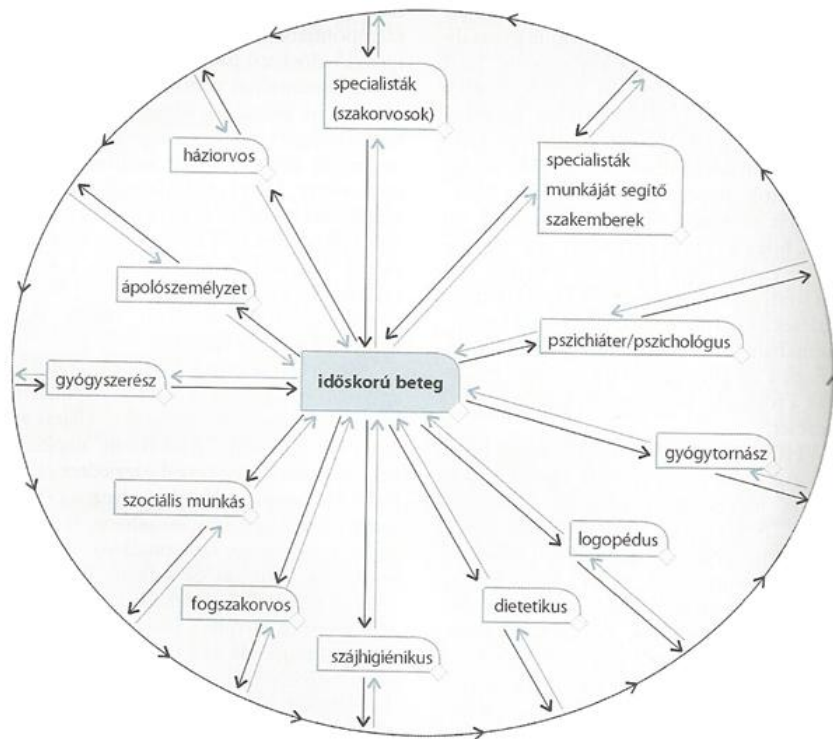 specialisták
(szakorvosok)
háziorvos
specialisták
munkáját segítő
szakemberek
ápolószemélyzet
pszichiáter/pszichológus
időskorú beteg
gyógyszerész
gyógytornász
szociális munkás
logopédus
fogszakorvos
dietetikus
szájhigiénikus